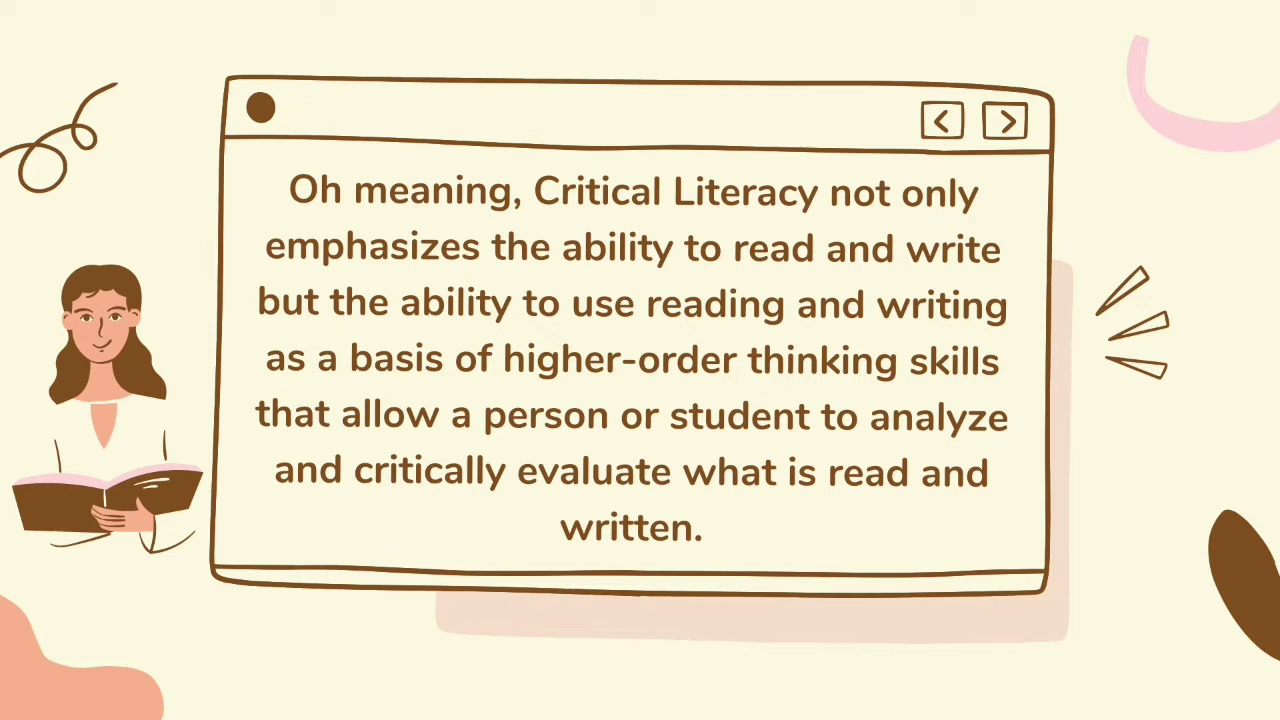 Oh meaning, Critical Literacy not only
emphasizes the ability to read and write
but the ability to use reading and writing
as a basis of higher-order thinking skills
that allow a person or student to analyze
and critically evaluate what is read and
written.